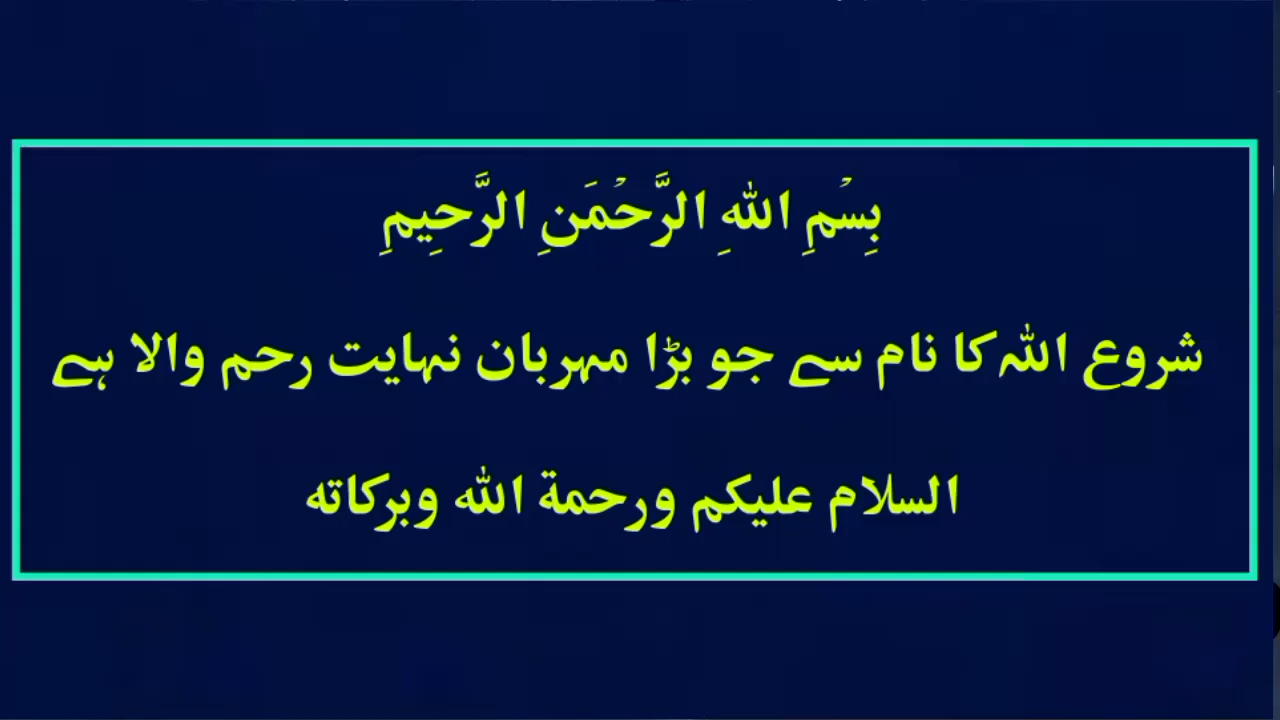 بِسْمِ اللهِ الرَّحْمَنِ الرَّحِيمِ
شروع اللہ کا نام سے جو بڑا مہربان نہایت رحم والا ہے
السلام علیکم ورحمة الله وبركاته